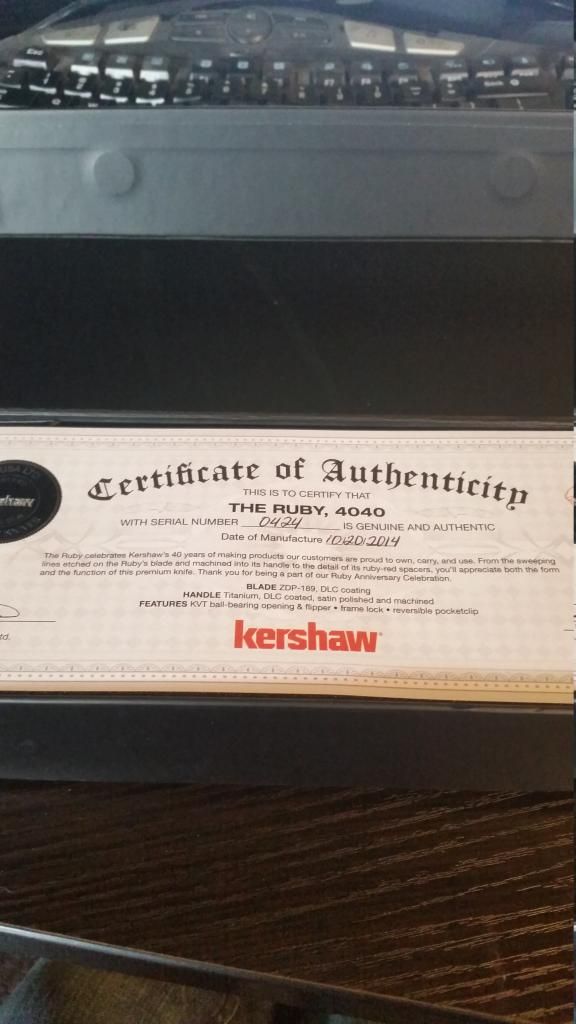 Esc
Certificate of Authenticity
THIS IS TO CERTIFY THAT
THE RUBY, 4040
WITH SERIAL NUMBER 0424 IS GENUINE AND AUTHENTIC
Date of Manufacture 10.20.2014
The Ruby celebrates Kershaw's 40 years of making products our customers are proud to own, carry, and use. From the sweeping
lines etched on the Ruby's blade and machined into its handle to the detail of its ruby-red spacers, you'll appreciate both the form
and the function of this premium knife. Thank you for being a part of our Ruby Anniversary Celebration.
BLADE ZDP-189, DLC coating
HANDLE Titanium, DLC coated, satin polished and machined
FEATURES KVT ball-bearing opening & flipper • frame lock • reversible pocketclip
kershaw
td.